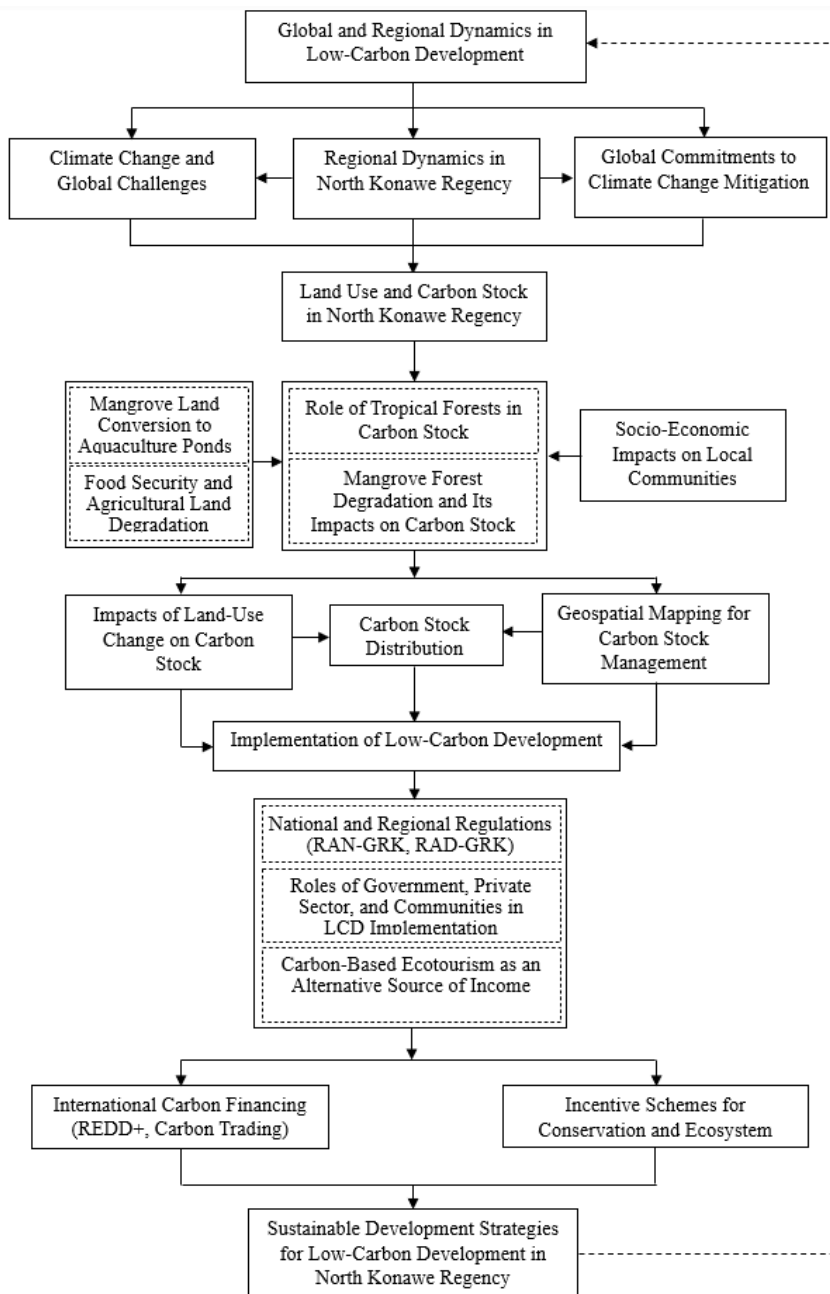 Global and Regional Dynamics in
Low-Carbon Development
Climate Change and
Global Challenges
Regional Dynamics in
North Konawe Regency
Global Commitments to
Climate Change Mitigation
Land Use and Carbon Stock
in North Konawe Regency
Mangrove Land
Conversion to
Aquaculture Ponds
Food Security and
Agricultural Land
Degradation
Role of Tropical Forests in
Carbon Stock
Mangrove Forest
Degradation and Its
Impacts on Carbon Stock
Socio-Economic
Impacts on Local
Communities
Impacts of Land-Use
Change on Carbon
Stock
Carbon Stock
Distribution
Geospatial Mapping for
Carbon Stock
Management
Implementation of Low-Carbon Development
National and Regional Regulations
(RAN-GRK, RAD-GRK)
Roles of Government, Private
Sector, and Communities in
LCD Implementation
Carbon-Based Ecotourism as an
Alternative Source of Income
International Carbon Financing
(REDD+, Carbon Trading)
Incentive Schemes for
Conservation and Ecosystem
Sustainable Development Strategies
for Low-Carbon Development in
North Konawe Regency